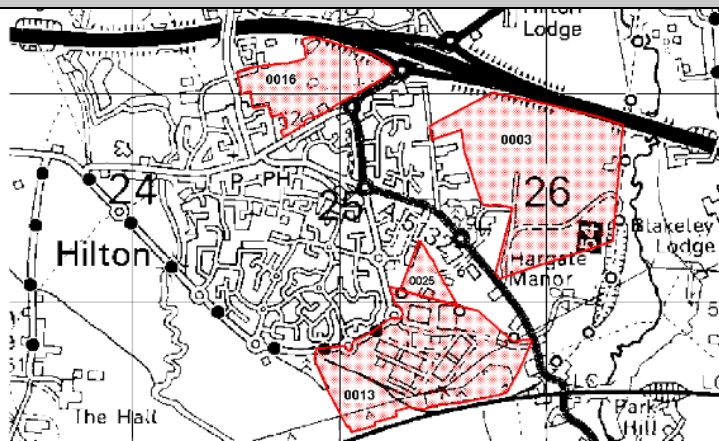 Hilton
Lodge
0016
0003
24
P
PH
25
26
A5132
Blakeley
Lodge
Hilton
Hargate
Manor
0025
0013
LC
The Hall
Park
Hill